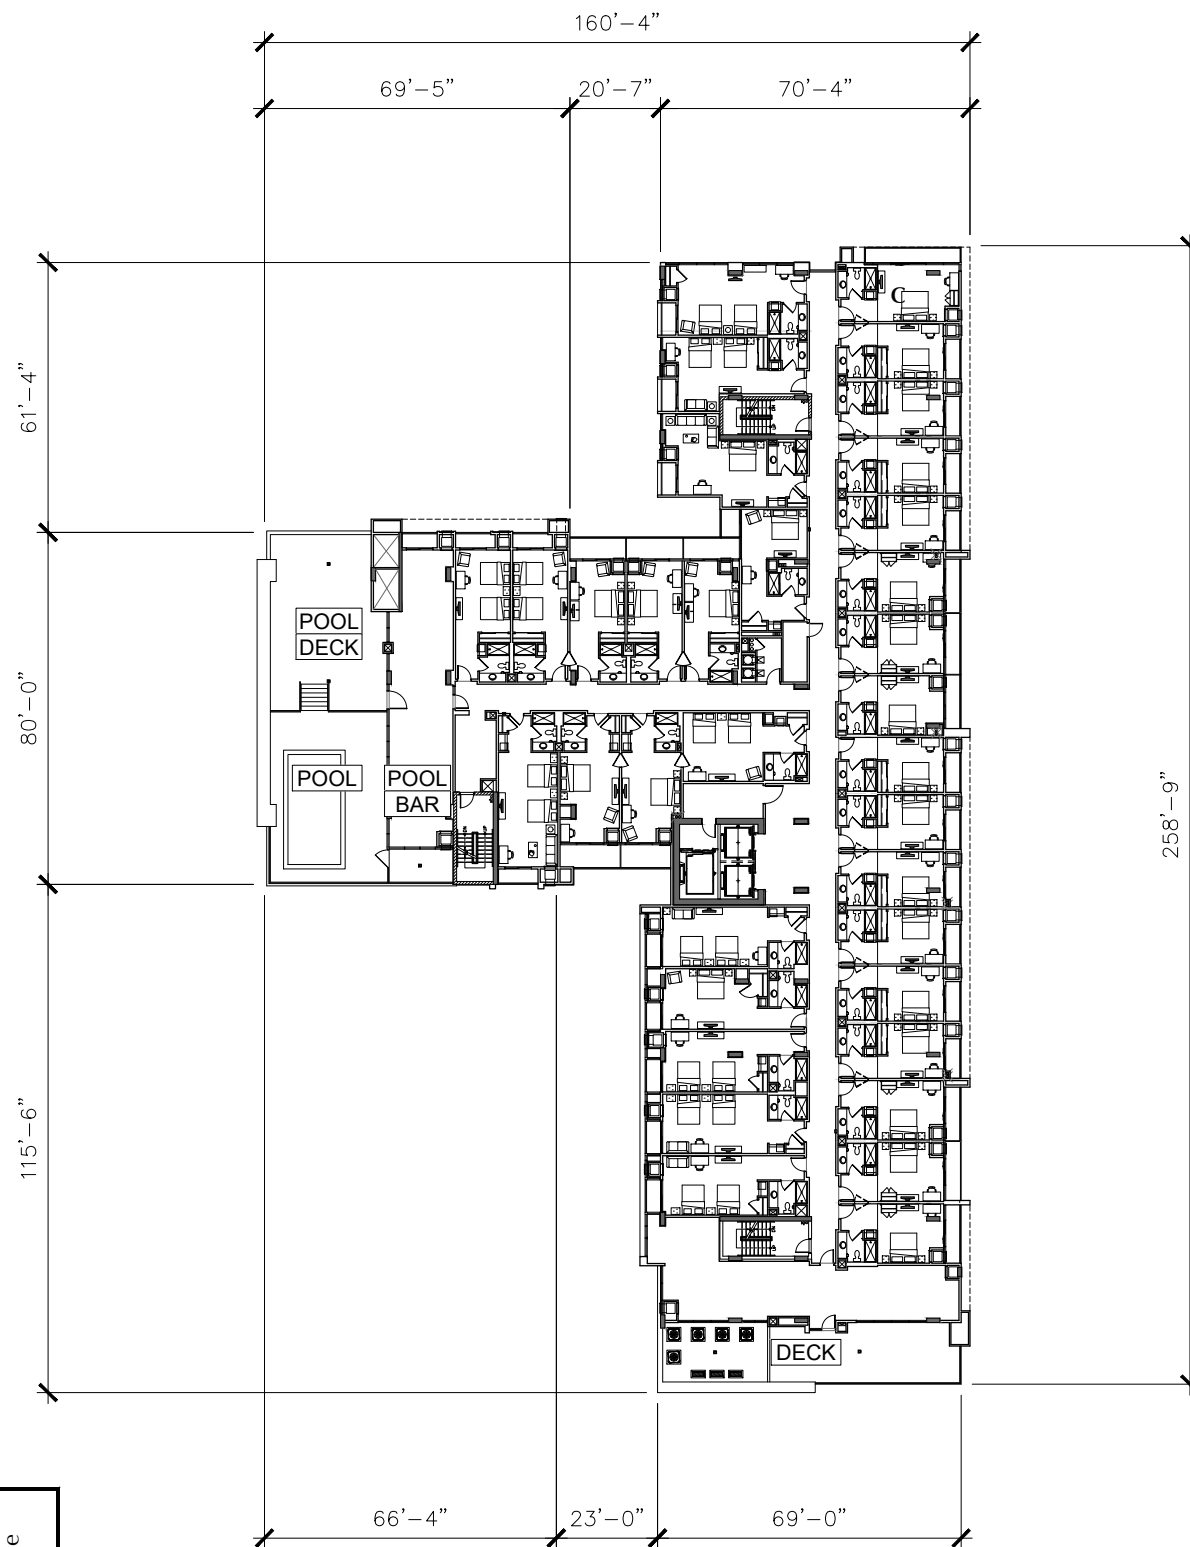 160’–4”
69’–5”
20’–7”
70’–4”
61’–4”
80’–0”
115’–6”
258’–9”
C
POOL
DECK
POOL
POOL
BAR
DECK
66’–4”
23’–0”
69’–0”
e